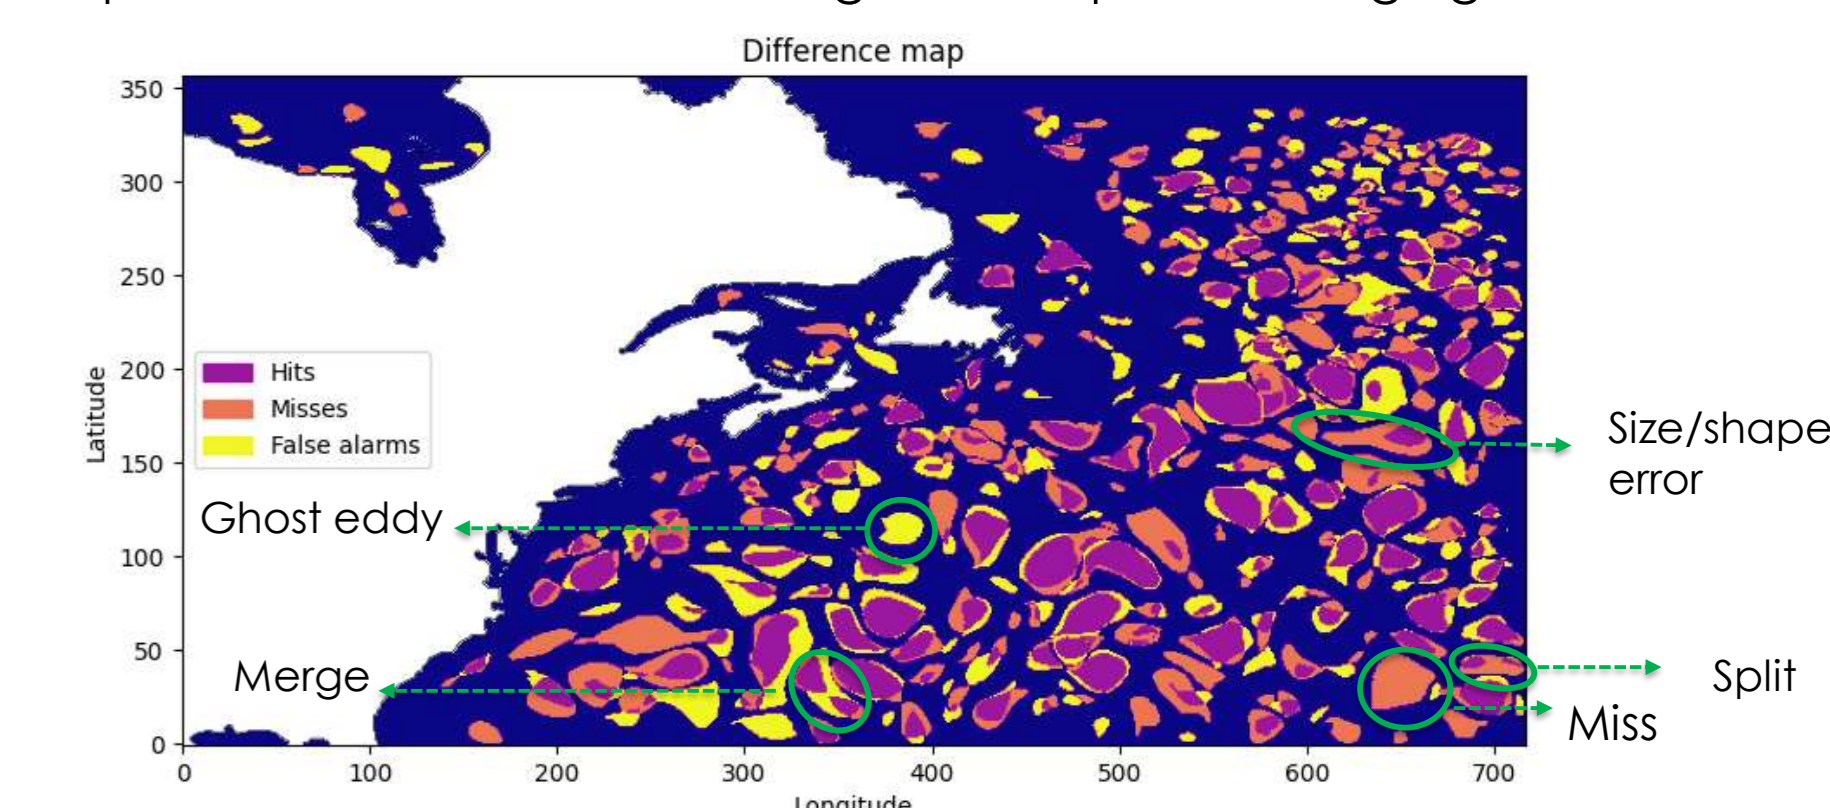 Difference map
350
300
250
200
150
100
50
0
Latitude
Hits
Misses
False alarms
Ghost eddy
Merge
Size/shape
error
Split
Miss
0 100 200 300 400 500 600 700
Longitude